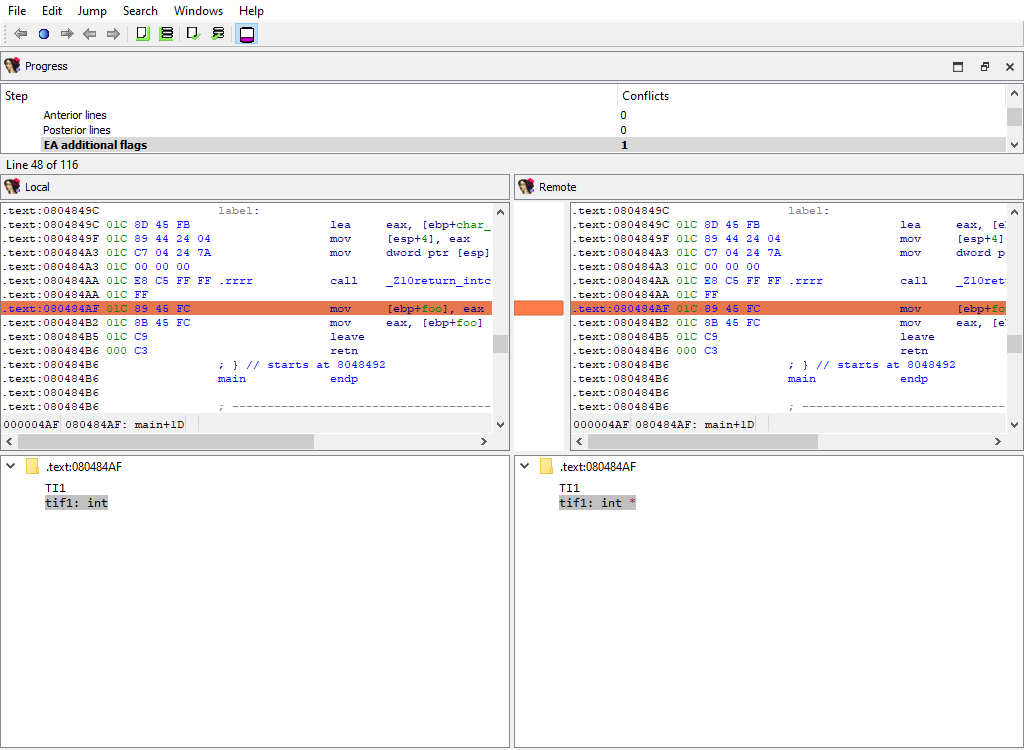 File Edit Jump Search Windows Help
Progress
Step Conflicts
Anterior lines 0
Posterior lines 0
EA additional flags 1
Line 48 of 116
Local
.text:0804849C label:
.text:0804849C 01C 8D 45 FB lea eax, [ebp+char_
.text:0804849F 01C 89 44 24 04 mov [esp+4], eax
.text:080484A3 01C C7 04 24 7A mov dword ptr [esp]
.text:080484A3 01C 00 00 00
.text:080484AA 01C E8 C5 FF FF .rrrr call _Z10return_intc
.text:080484AA 01C FF
.text:080484AF 01C 89 45 FC mov [ebp+foo], eax
.text:080484B2 01C 8B 45 FC mov eax, [ebp+foo]
.text:080484B5 01C C9 leave
.text:080484B6 000 C3 retn
.text:080484B6 ; } // starts at 8048492
.text:080484B6 main endp
.text:080484B6
.text:080484B6 ; -------------------------------------
000004AF 080484AF: main+1D
Remote
.text:0804849C label:
.text:0804849C 01C 8D 45 FB lea eax, [e
.text:0804849F 01C 89 44 24 04 mov [esp+4]
.text:080484A3 01C C7 04 24 7A mov dword p
.text:080484A3 01C 00 00 00
.text:080484AA 01C E8 C5 FF FF .rrrr call _Z10ret
.text:080484AA 01C FF
.text:080484AF 01C 89 45 FC mov [ebp+fo
.text:080484B2 01C 8B 45 FC mov eax, [e
.text:080484B5 01C C9 leave
.text:080484B6 000 C3 retn
.text:080484B6 ; } // starts at 8048492
.text:080484B6 main endp
.text:080484B6
.text:080484B6 ; ------------------------------
000004AF 080484AF: main+1D
.text:080484AF
TI1
tif1: int
.text:080484AF
TI1
tif1: int *